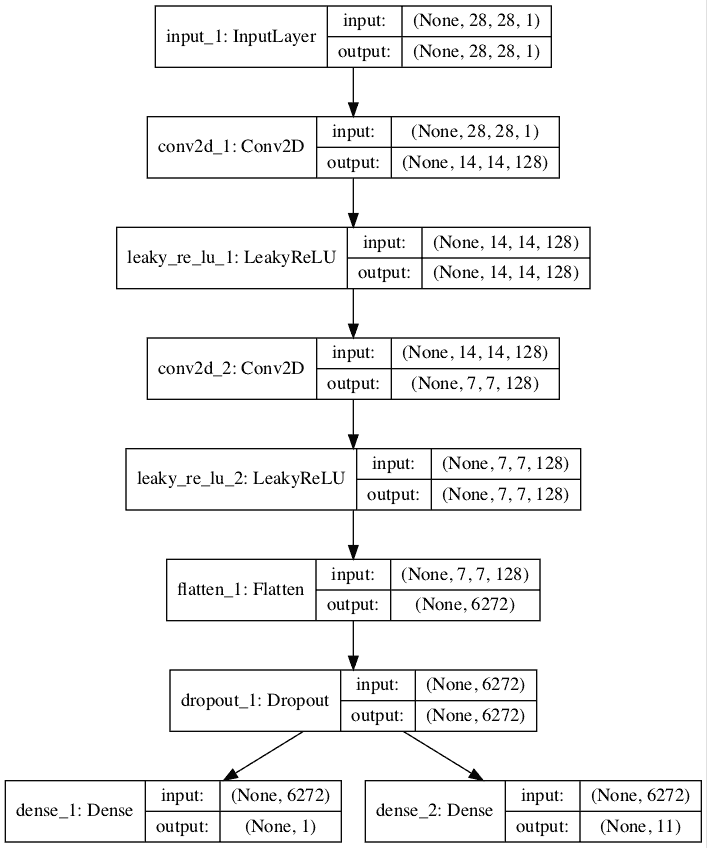 input_1: InputLayer
input: (None, 28, 28, 1)
output: (None, 28, 28, 1)
conv2d_1: Conv2D
input: (None, 28, 28, 1)
output: (None, 14, 14, 128)
leaky_re_lu_1: LeakyReLU
input: (None, 14, 14, 128)
output: (None, 14, 14, 128)
conv2d_2: Conv2D
input: (None, 14, 14, 128)
output: (None, 7, 7, 128)
leaky_re_lu_2: LeakyReLU
input: (None, 7, 7, 128)
output: (None, 7, 7, 128)
flatten_1: Flatten
input: (None, 7, 7, 128)
output: (None, 6272)
dropout_1: Dropout
input: (None, 6272)
output: (None, 6272)
dense_1: Dense
input: (None, 6272)
output: (None, 1)
dense_2: Dense
input: (None, 6272)
output: (None, 11)